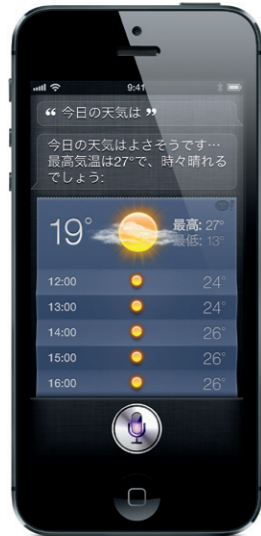 9:41
“ 今日の天気は ”
今日の天気はよさそうです…
最高気温は27°で、時々晴れる
でしょう:
19°
最高: 27°
最低: 13°
12:00 24°
13:00 24°
14:00 26°
15:00 26°
16:00 26°